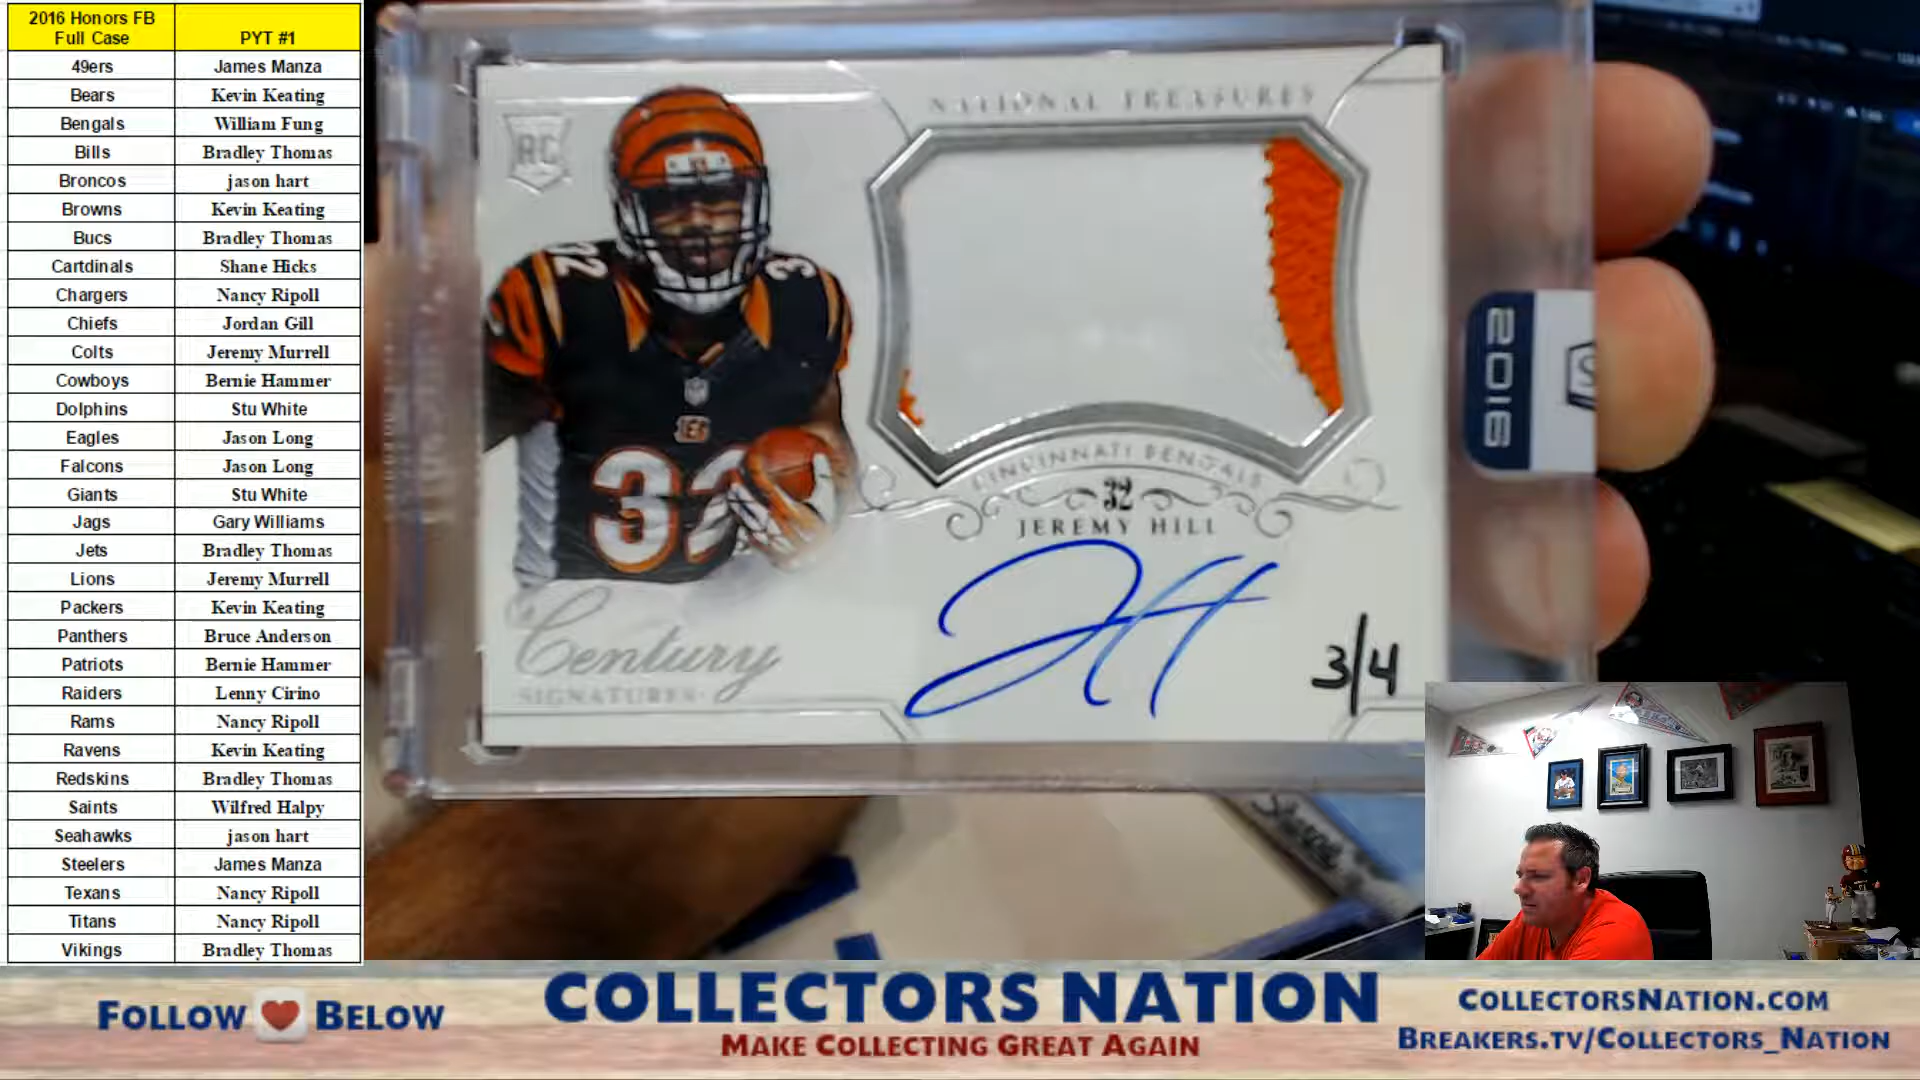 2016 Honors FB
Full Case
PYT #1
49ers James Manza
Bears Kevin Keating
Bengals William Fung
Bills Bradley Thomas
Broncos jason hart
Browns Kevin Keating
Bucs Bradley Thomas
Cartdinals Shane Hicks
Chargers Nancy Ripoll
Chiefs Jordan Gill
Colts Jeremy Murrell
Cowboys Bernie Hammer
Dolphins Stu White
Eagles Jason Long
Falcons Jason Long
Giants Stu White
Jags Gary Williams
Jets Bradley Thomas
Lions Jeremy Murrell
Packers Kevin Keating
Panthers Bruce Anderson
Patriots Bernie Hammer
Raiders Lenny Cirino
Rams Nancy Ripoll
Ravens Kevin Keating
Redskins Bradley Thomas
Saints Wilfred Halpy
Seahawks jason hart
Steelers James Manza
Texans Nancy Ripoll
Titans Nancy Ripoll
Vikings Bradley Thomas
NATIONAL TREASURES
RC
32
3
32
CINCINNATI BENGALS
32
JEREMY HILL
Century
SIGNATURES
JH
3/4
2016
FOLLOW BELOW
COLLECTORS NATION
MAKE COLLECTING GREAT AGAIN
COLLECTORSNATION.COM
BREAKERS.TV/COLLECTORS_NATION